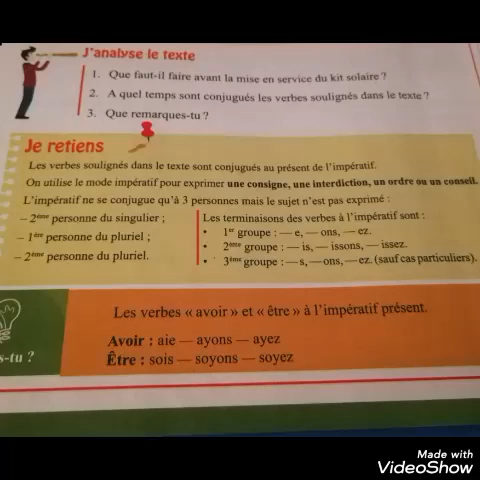 J'analyse le texte
1. Que faut-il faire avant la mise en service du kit solaire ?
2. A quel temps sont conjugués les verbes soulignés dans le texte ?
3. Que remarques-tu ?
Je retiens
Les verbes soulignés dans le texte sont conjugués au présent de l'impératif.
On utilise le mode impératif pour exprimer une consigne, une interdiction, un ordre ou un conseil.
L'impératif ne se conjugue qu'à 3 personnes mais le sujet n'est pas exprimé :
– 2ème personne du singulier ;
– 1ère personne du pluriel ;
– 2ème personne du pluriel.
Les terminaisons des verbes à l'impératif sont :
• 1er groupe : — e, — ons, — ez.
• 2ème groupe : — is, — issons, — issez.
• 3ème groupe : — s, —ons, — ez. (sauf cas particuliers).
s-tu ?
Les verbes « avoir » et « être » à l'impératif présent.
Avoir : aie — ayons — ayez
Être : sois — soyons — soyez
Made with
VideoShow